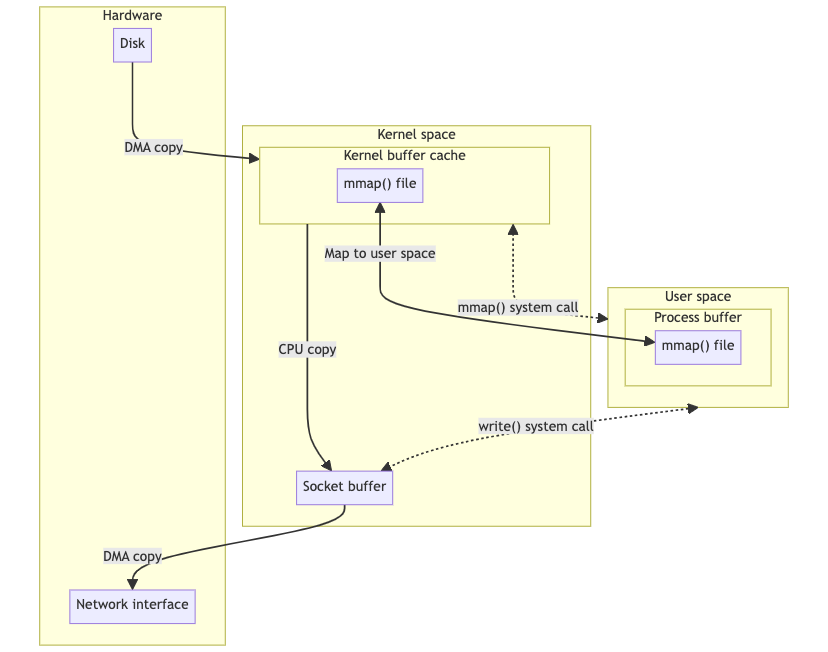 Hardware
Disk
Kernel space
DMA copy
Kernel buffer cache
mmap() file
Map to user space
User space
mmap() system call
Process buffer
mmap() file
CPU copy
write() system call
Socket buffer
DMA copy
Network interface